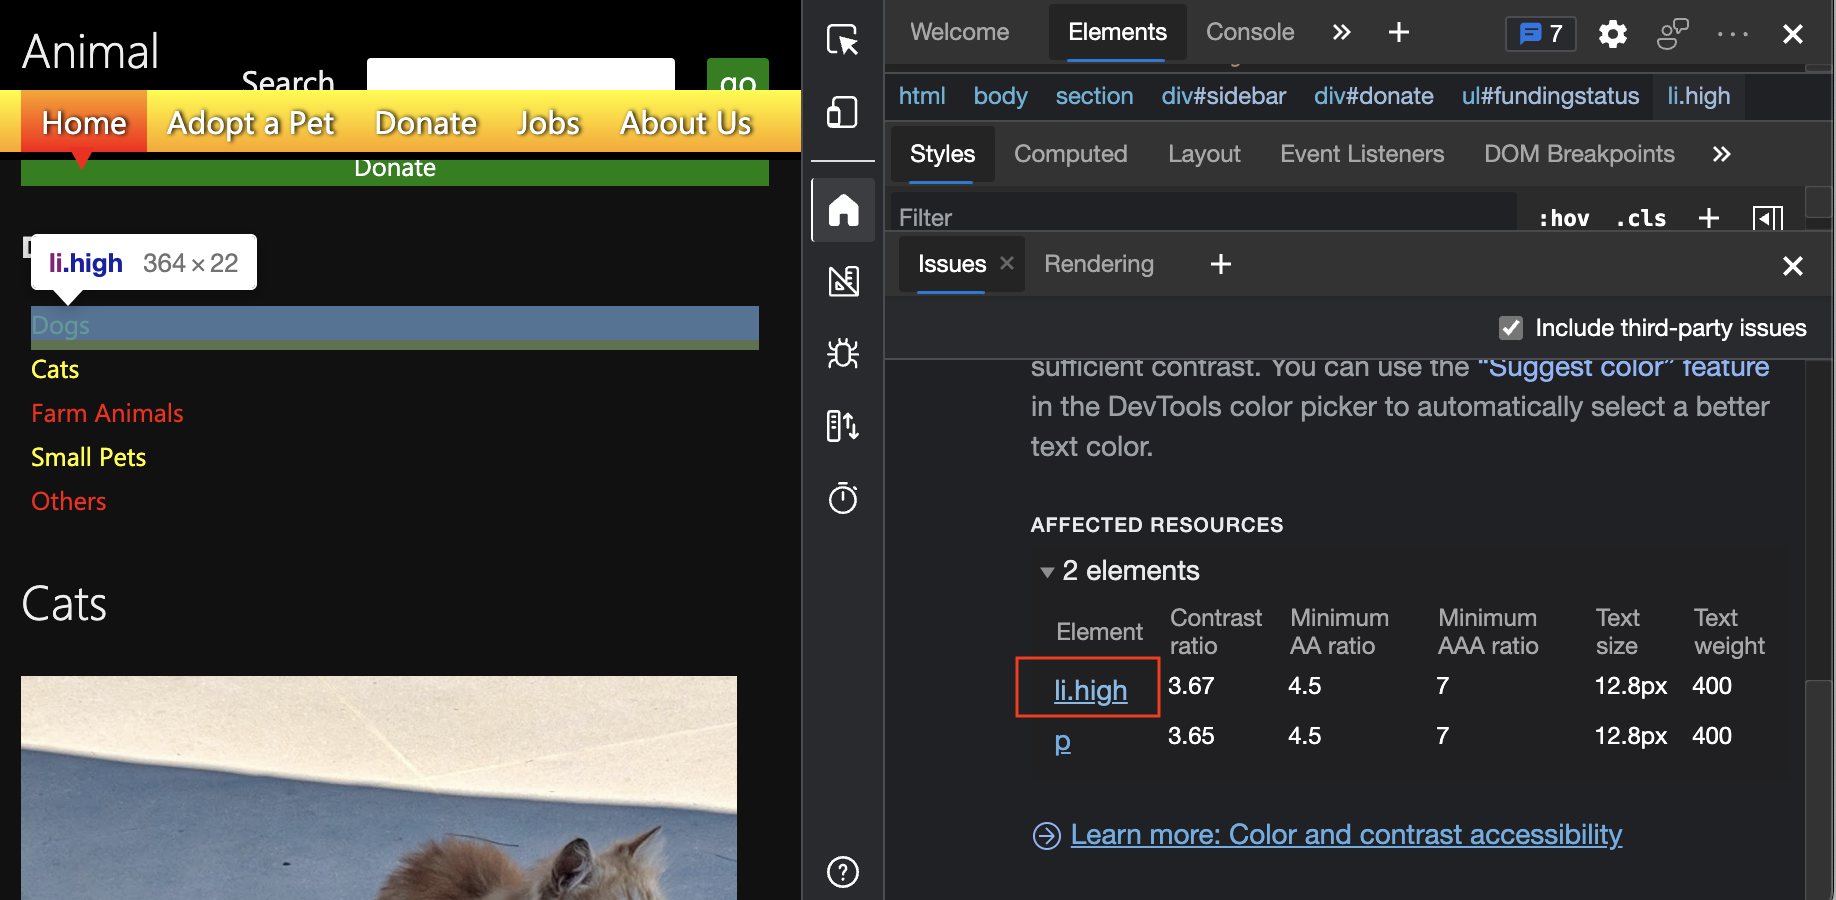 Animal
Search
go
Home Adopt a Pet Donate Jobs About Us
Donate
li.high 364 × 22
Dogs
Cats
Farm Animals
Small Pets
Others
Cats
Welcome Elements Console 7
html body section div#sidebar div#donate ul#fundingstatus li.high
Styles Computed Layout Event Listeners DOM Breakpoints
Filter :hov .cls
Issues Rendering
Include third-party issues
sufficient contrast. You can use the “Suggest color” feature
in the DevTools color picker to automatically select a better
text color.
AFFECTED RESOURCES
2 elements
Element Contrast ratio Minimum AA ratio Minimum AAA ratio Text size Text weight
li.high 3.67 4.5 7 12.8px 400
p 3.65 4.5 7 12.8px 400
Learn more: Color and contrast accessibility